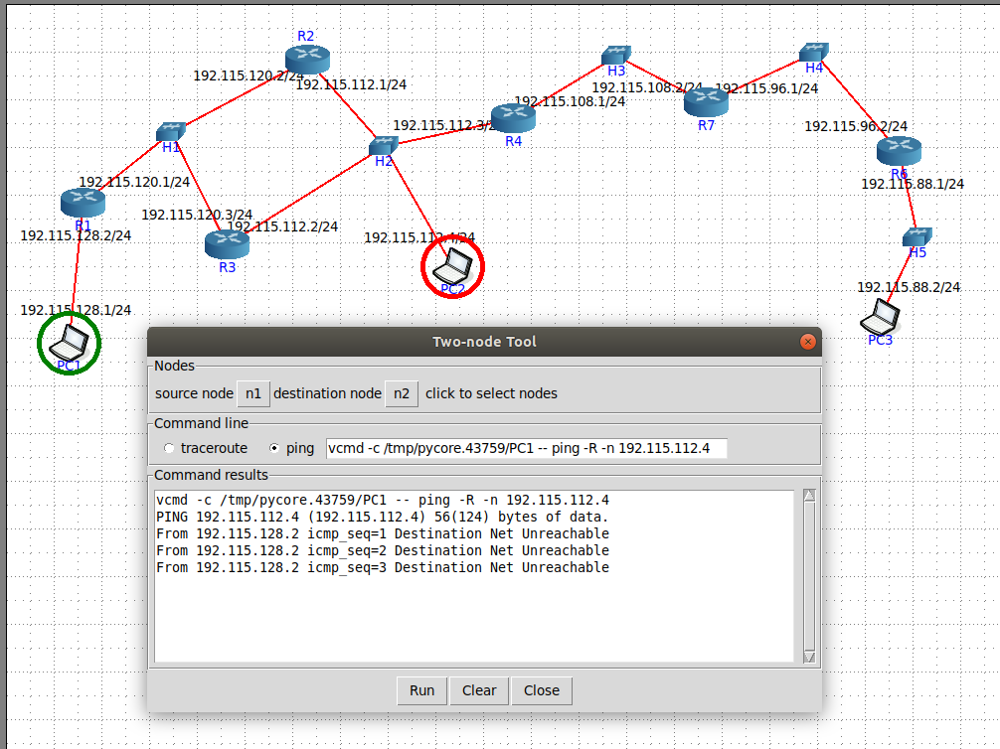 R2
192.115.120.2/24
192.115.112.1/24
H3
H4
192.115.108.2/24
192.115.96.1/24
192.115.108.1/24
R7
192.115.112.3/2
R4
192.115.96.2/24
H1
H2
R6
192.115.120.1/24
192.115.88.1/24
R1
192.115.120.3/24
192.115.128.2/24
192.115.112.2/24
192.115.112.4/24
R3
H5
PC2
192.115.88.2/24
192.115.128.1/24
PC1
PC3
Two-node Tool
Nodes
source node n1 destination node n2 click to select nodes
Command line
traceroute ping vcmd -c /tmp/pycore.43759/PC1 -- ping -R -n 192.115.112.4
Command results
vcmd -c /tmp/pycore.43759/PC1 -- ping -R -n 192.115.112.4
PING 192.115.112.4 (192.115.112.4) 56(124) bytes of data.
From 192.115.128.2 icmp_seq=1 Destination Net Unreachable
From 192.115.128.2 icmp_seq=2 Destination Net Unreachable
From 192.115.128.2 icmp_seq=3 Destination Net Unreachable
Run Clear Close